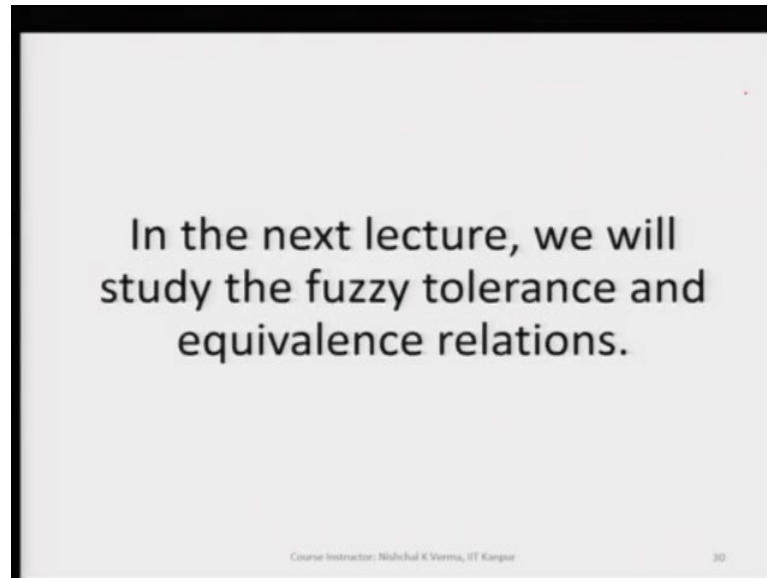 In the next lecture, we will
study the fuzzy tolerance and
equivalence relations.
Course Instructor: Nishchal K Verma, IIT Kanpur
30